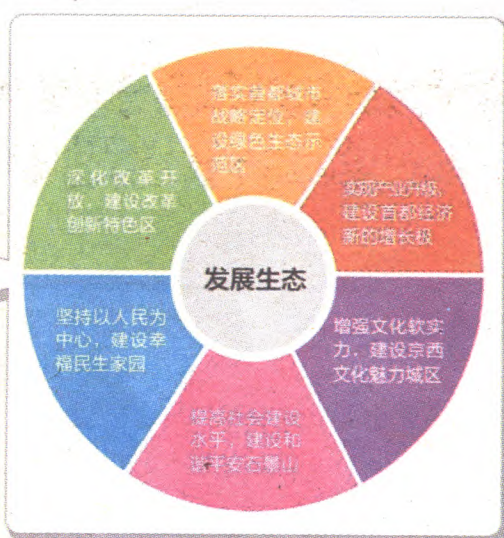 落实首都城市
战略定位，建
设绿色生态示
范区
实现产业升级，
建设首都经济
新的增长极
增强文化软实
力，建设京西
文化魅力城区
提高社会建设
水平，建设和
谐平安石景山
坚持以人民为
中心，建设幸
福民生家园
深化改革开
放，建设改革
创新特色区
发展生态